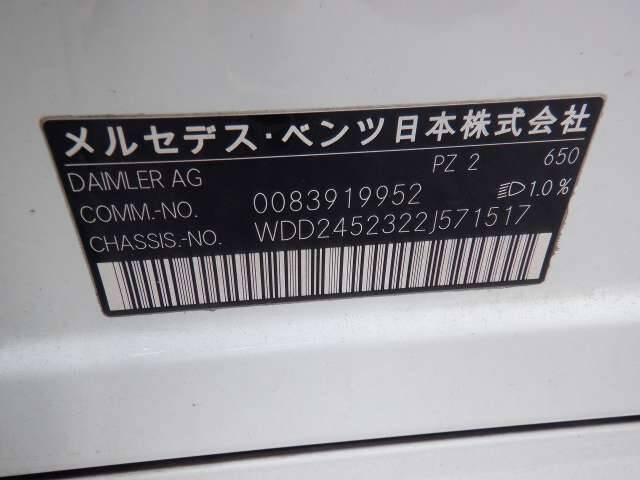 メルセデス・ベンツ日本株式会社
DAIMLER AG PZ 2 650
COMM.-NO. 0083919952 1.0 %
CHASSIS.-NO. WDD2452322J571517